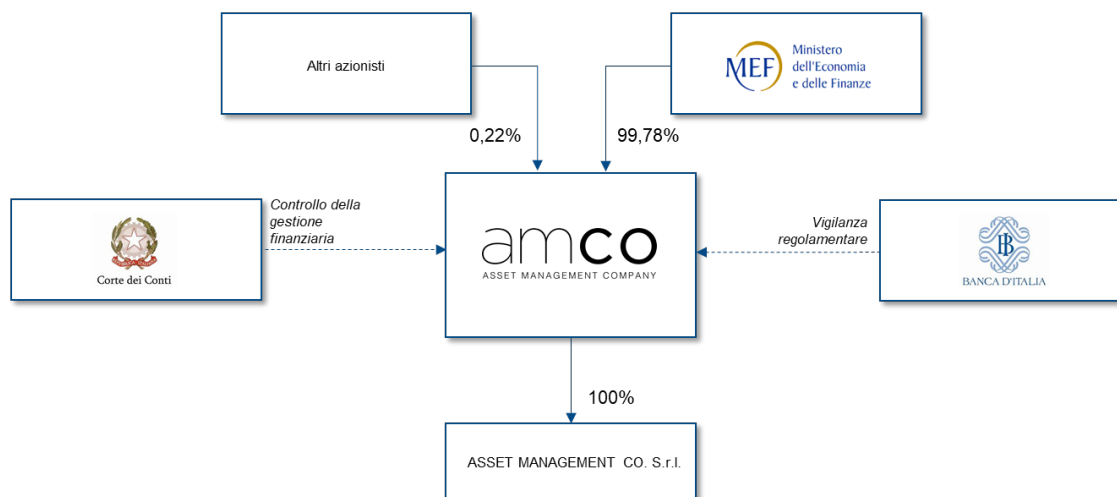 Altri azionisti
MEF
Ministero
dell'Economia
e delle Finanze
0,22%
99,78%
Controllo della
gestione
finanziaria
Corte dei Conti
amco
ASSET MANAGEMENT COMPANY
Vigilanza
regolamentare
BANCA D'ITALIA
100%
ASSET MANAGEMENT CO. S.r.l.